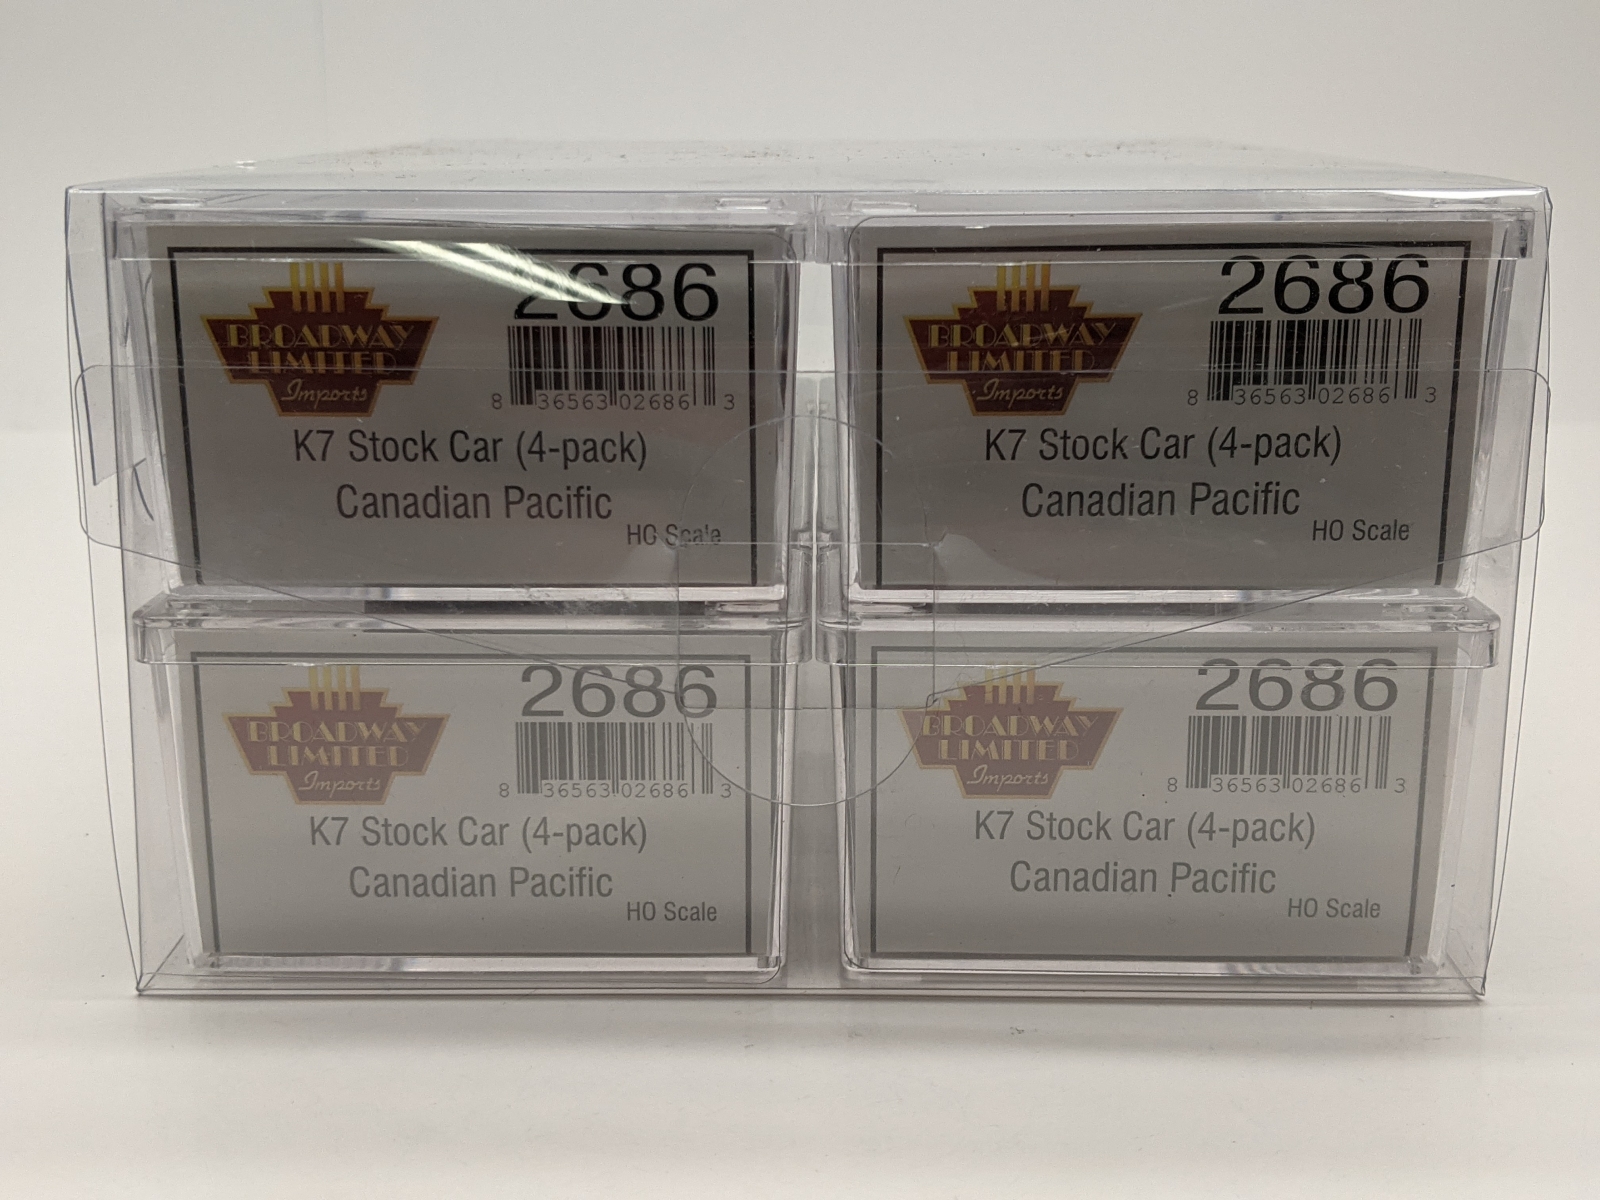 2686
BROADWAY
LIMITED
Imports
8 36563 02686 3
K7 Stock Car (4-pack)
Canadian Pacific
HO Scale
2686
BROADWAY
LIMITED
Imports
8 36563 02686 3
K7 Stock Car (4-pack)
Canadian Pacific
HO Scale
2686
BROADWAY
LIMITED
Imports
8 36563 02686 3
K7 Stock Car (4-pack)
Canadian Pacific
HO Scale
2686
BROADWAY
LIMITED
Imports
8 36563 02686 3
K7 Stock Car (4-pack)
Canadian Pacific
HO Scale